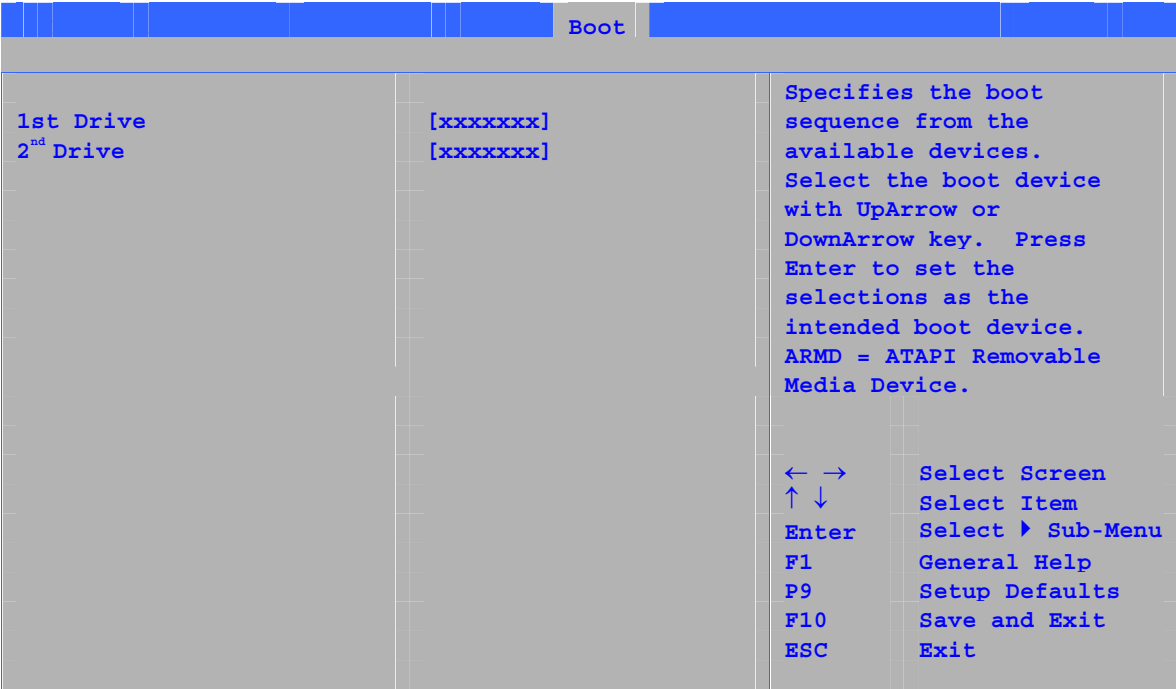 Boot
1st Drive [xxxxxxx]
2nd Drive [xxxxxxx]
Specifies the boot
sequence from the
available devices.
Select the boot device
with UpArrow or
DownArrow key.  Press
Enter to set the
selections as the
intended boot device.
ARMD = ATAPI Removable
Media Device.
← → Select Screen
↑ ↓ Select Item
Enter Select ▶ Sub-Menu
F1 General Help
P9 Setup Defaults
F10 Save and Exit
ESC Exit